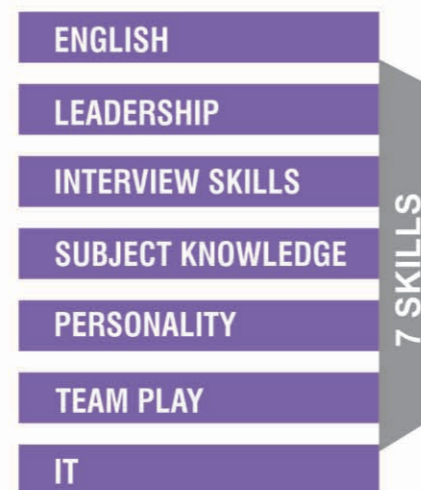 ENGLISH
LEADERSHIP
INTERVIEW SKILLS
SUBJECT KNOWLEDGE
PERSONALITY
TEAM PLAY
IT
7 SKILLS